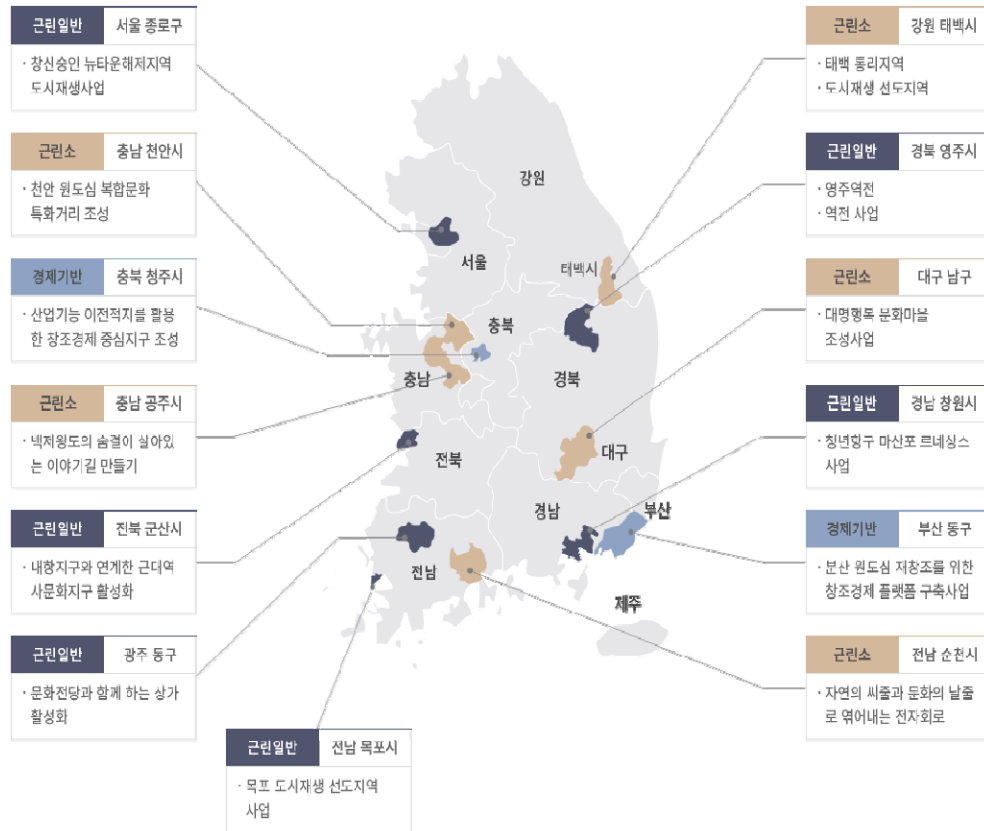 근린일반 서울 종로구
· 창신숭인 뉴타운해제지역
도시재생사업
근린소 충남 천안시
· 천안 원도심 복합문화
특화거리 조성
경제기반 충북 청주시
· 산업기능 이전적지를 활용
한 창조경제 중심지구 조성
근린소 충남 공주시
· 백제왕도의 숨결이 살아있
는 이야기길 만들기
근린일반 전북 군산시
· 내항지구와 연계한 근대역
사문화지구 활성화
근린일반 광주 동구
· 문화전당과 함께 하는 상가
활성화
근린일반 전남 목포시
· 목포 도시재생 선도지역
사업
강원
서울
태백시
충북
충남
경북
전북
대구
경남
부산
전남
제주
근린소 강원 태백시
· 태백 통리지역
· 도시재생 선도지역
근린일반 경북 영주시
· 영주역전
· 역전 사업
근린소 대구 남구
· 대명행복 문화마을
조성사업
근린일반 경남 창원시
· 청년항구 마산포 르네상스
사업
경제기반 부산 동구
· 부산 원도심 재창조를 위한
창조경제 플랫폼 구축사업
근린소 전남 순천시
· 자연의 씨줄과 문화의 날줄
로 엮어내는 전자회로